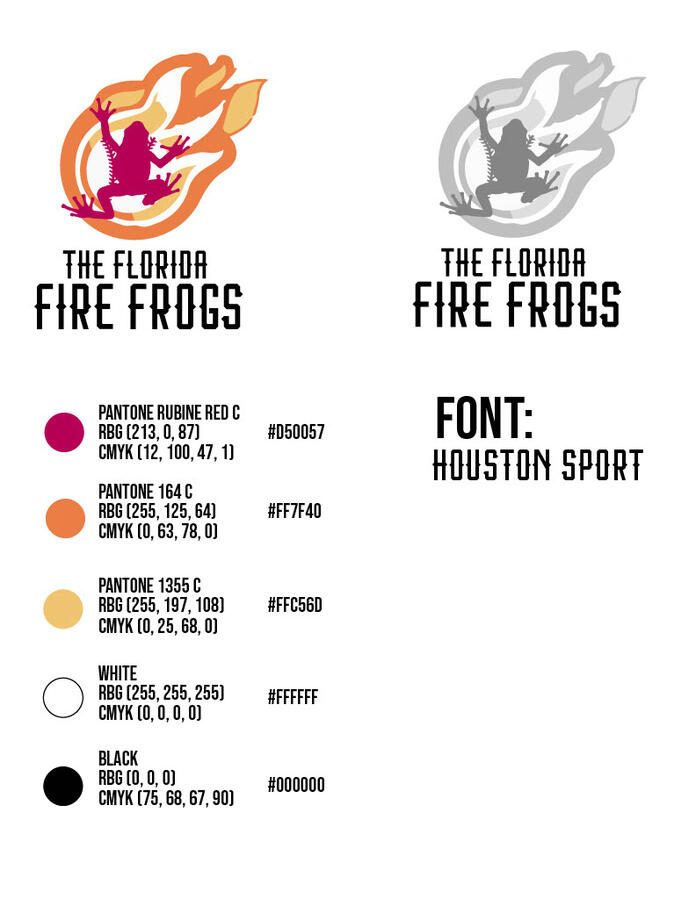 THE FLORIDA
FIRE FROGS
THE FLORIDA
FIRE FROGS
PANTONE RUBINE RED C
RBG (213, 0, 87)
CMYK (12, 100, 47, 1)
#D50057
PANTONE 164 C
RBG (255, 125, 64)
CMYK (0, 63, 78, 0)
#FF7F40
PANTONE 1355 C
RBG (255, 197, 108)
CMYK (0, 25, 68, 0)
#FFC56D
WHITE
RBG (255, 255, 255)
CMYK (0, 0, 0, 0)
#FFFFFF
BLACK
RBG (0, 0, 0)
CMYK (75, 68, 67, 90)
#000000
FONT:
HOUSTON SPORT